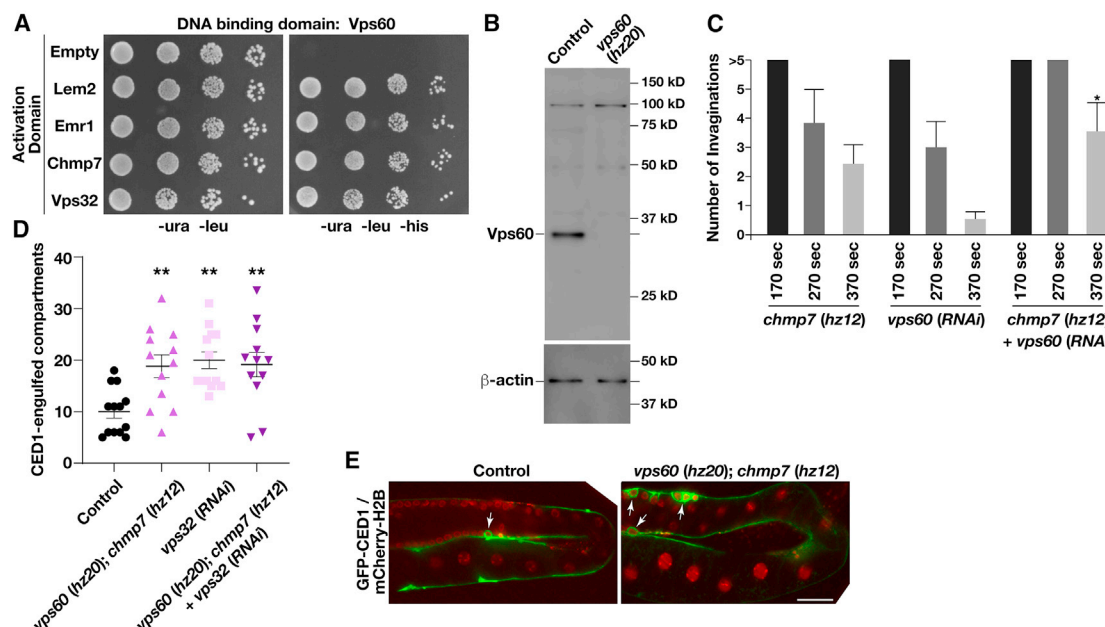 A
DNA binding domain: Vps60
Activation Domain
Empty
Lem2
Emr1
Chmp7
Vps32
-ura -leu
-ura -leu -his
B
Control
vps60 (hz20)
150 kD
100 kD
75 kD
50 kD
37 kD
25 kD
Vps60
50 kD
37 kD
β-actin
C
Number of Invaginations
>5
5
4
3
2
1
<1
*
170 sec
270 sec
370 sec
170 sec
270 sec
370 sec
170 sec
270 sec
370 sec
chmp7 (hz12)
vps60 (RNAi)
chmp7 (hz12
+ vps60 (RNA
D
CED1-engulfed compartments
40
30
20
10
0
**
**
**
Control
vps60 (hz20); chmp7 (hz12)
vps32 (RNAi)
vps60 (hz20); chmp7 (hz12)
+ vps32 (RNAi)
E
Control
vps60 (hz20); chmp7 (hz12)
GFP-CED1 /
mCherry-H2B